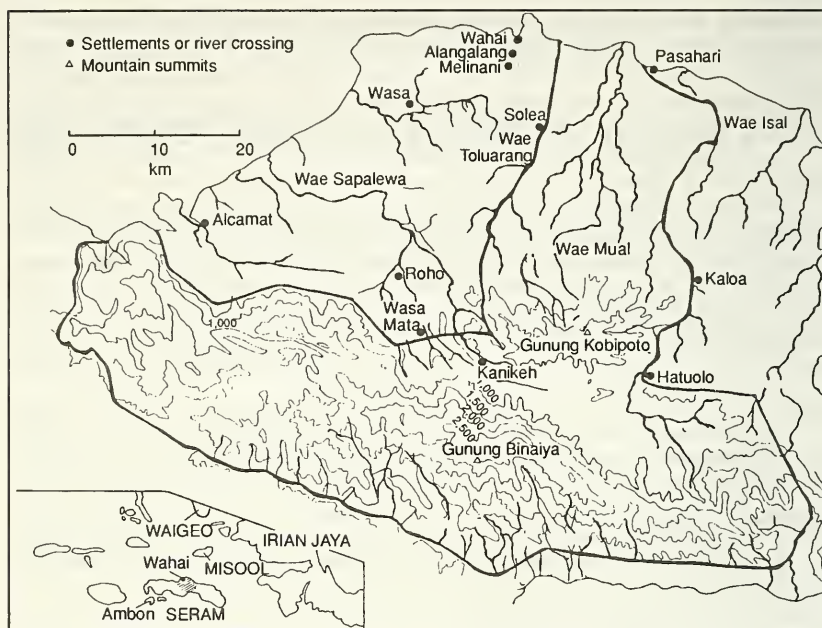 Settlements or river crossing
Mountain summits
0 10 20
km
Wahai
Alangalang
Melinani
Pasahari
Wasa
Solea
Wae
Toluarang
Wae Isal
Wae Sapalewa
Alcamat
Wae Mual
Roho
Kaloa
Wasa
Mata
1,000
Gunung Kobipoto
Kanikeh
Hatuolo
1,000
1,500
2,000
2,500
Gunung Binaiya
WAIGEO
IRIAN JAYA
Wahai
MISOOL
Ambon SERAM